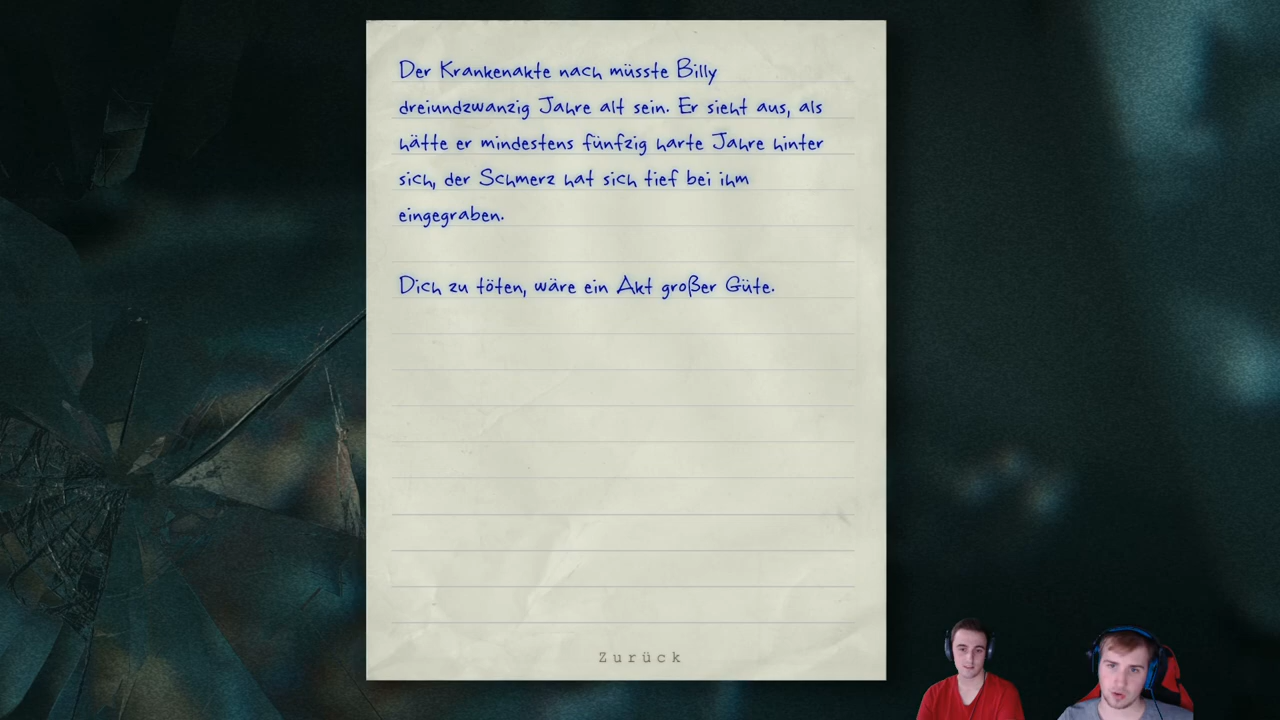 Der Krankenakte nach müsste Billy
dreiundzwanzig Jahre alt sein. Er sieht aus, als
hätte er mindestens fünfzig harte Jahre hinter
sich, der Schmerz hat sich tief bei ihm
eingegraben.
Dich zu töten, wäre ein Akt großer Güte.
Zurück